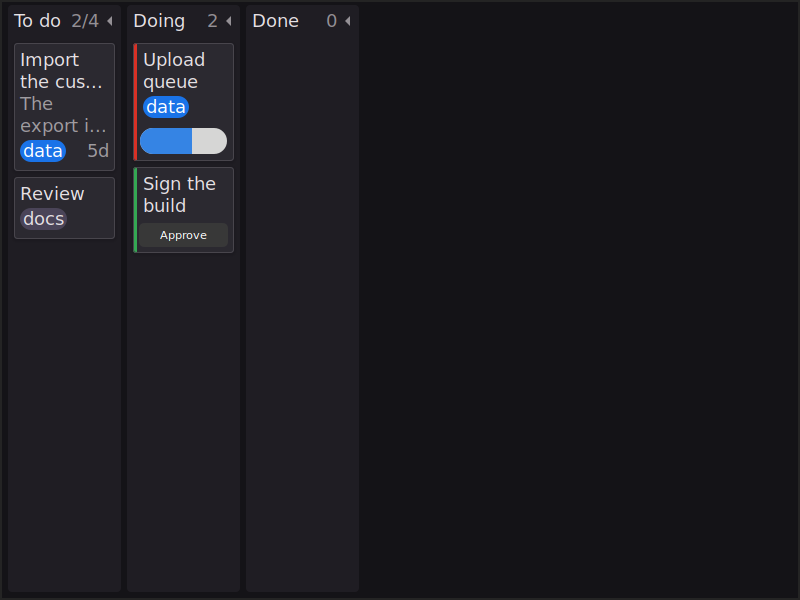 To do 2/4
Import
the cus...
The
export i...
data 5d
Review
docs
Doing 2
Upload
queue
data
Sign the
build
Approve
Done 0